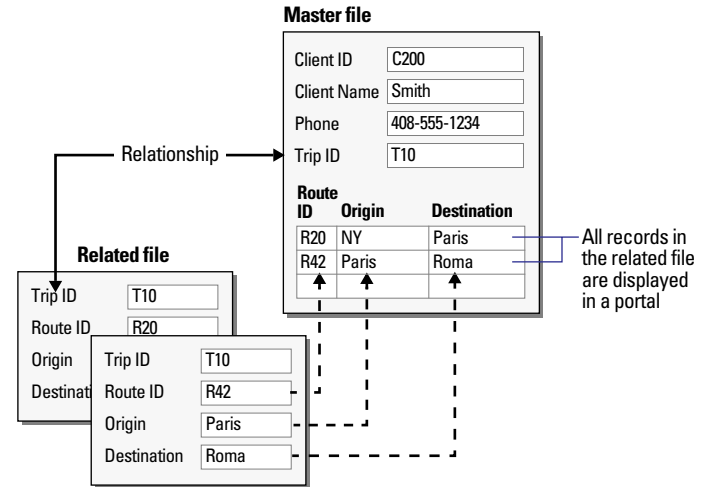 Master file
Client ID C200
Client Name Smith
Phone 408-555-1234
Trip ID T10
Relationship
Route
ID Origin Destination
R20 NY Paris
R42 Paris Roma
All records in
the related file
are displayed
in a portal
Related file
Trip ID T10
Route ID R20
Origin
Destinati
Trip ID T10
Route ID R42
Origin Paris
Destination Roma